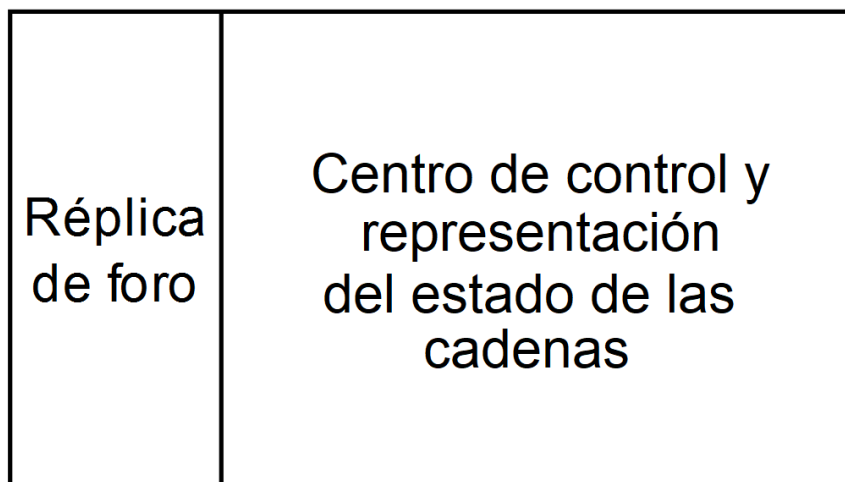 Réplica
de foro
Centro de control y
representación
del estado de las
cadenas